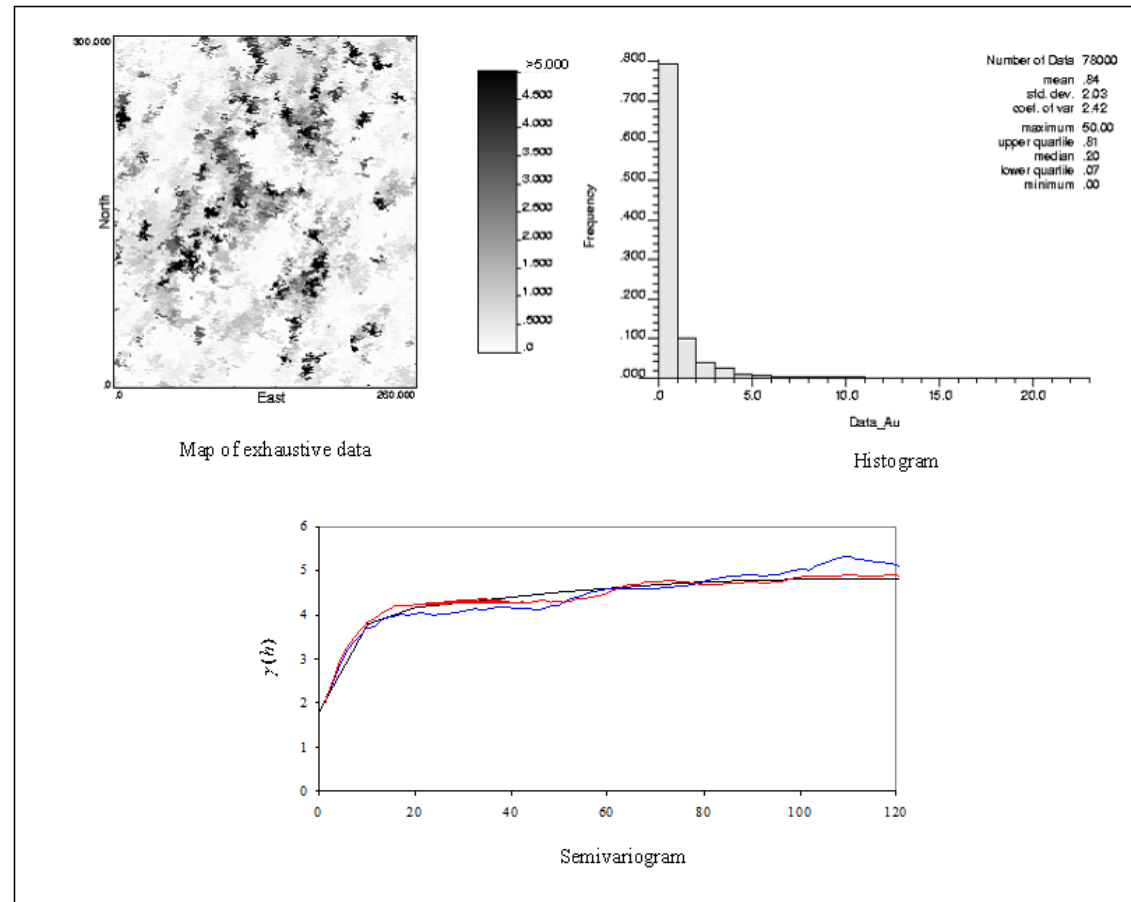 300.000
North
.0
.0
East
260.000
>5.000
4.500
4.000
3.500
3.000
2.500
2.000
1.500
1.000
.5000
.0
Map of exhaustive data
Frequency
.800
.700
.600
.500
.400
.300
.200
.100
.000
.0 5.0 10.0 15.0 20.0
Data_Au
Number of Data 78000
mean .84
std. dev. 2.03
coef. of var 2.42
maximum 50.00
upper quartile .81
median .20
lower quartile .07
minimum .00
Histogram
γ(h)
6
5
4
3
2
1
0
0 20 40 60 80 100 120
Semivariogram